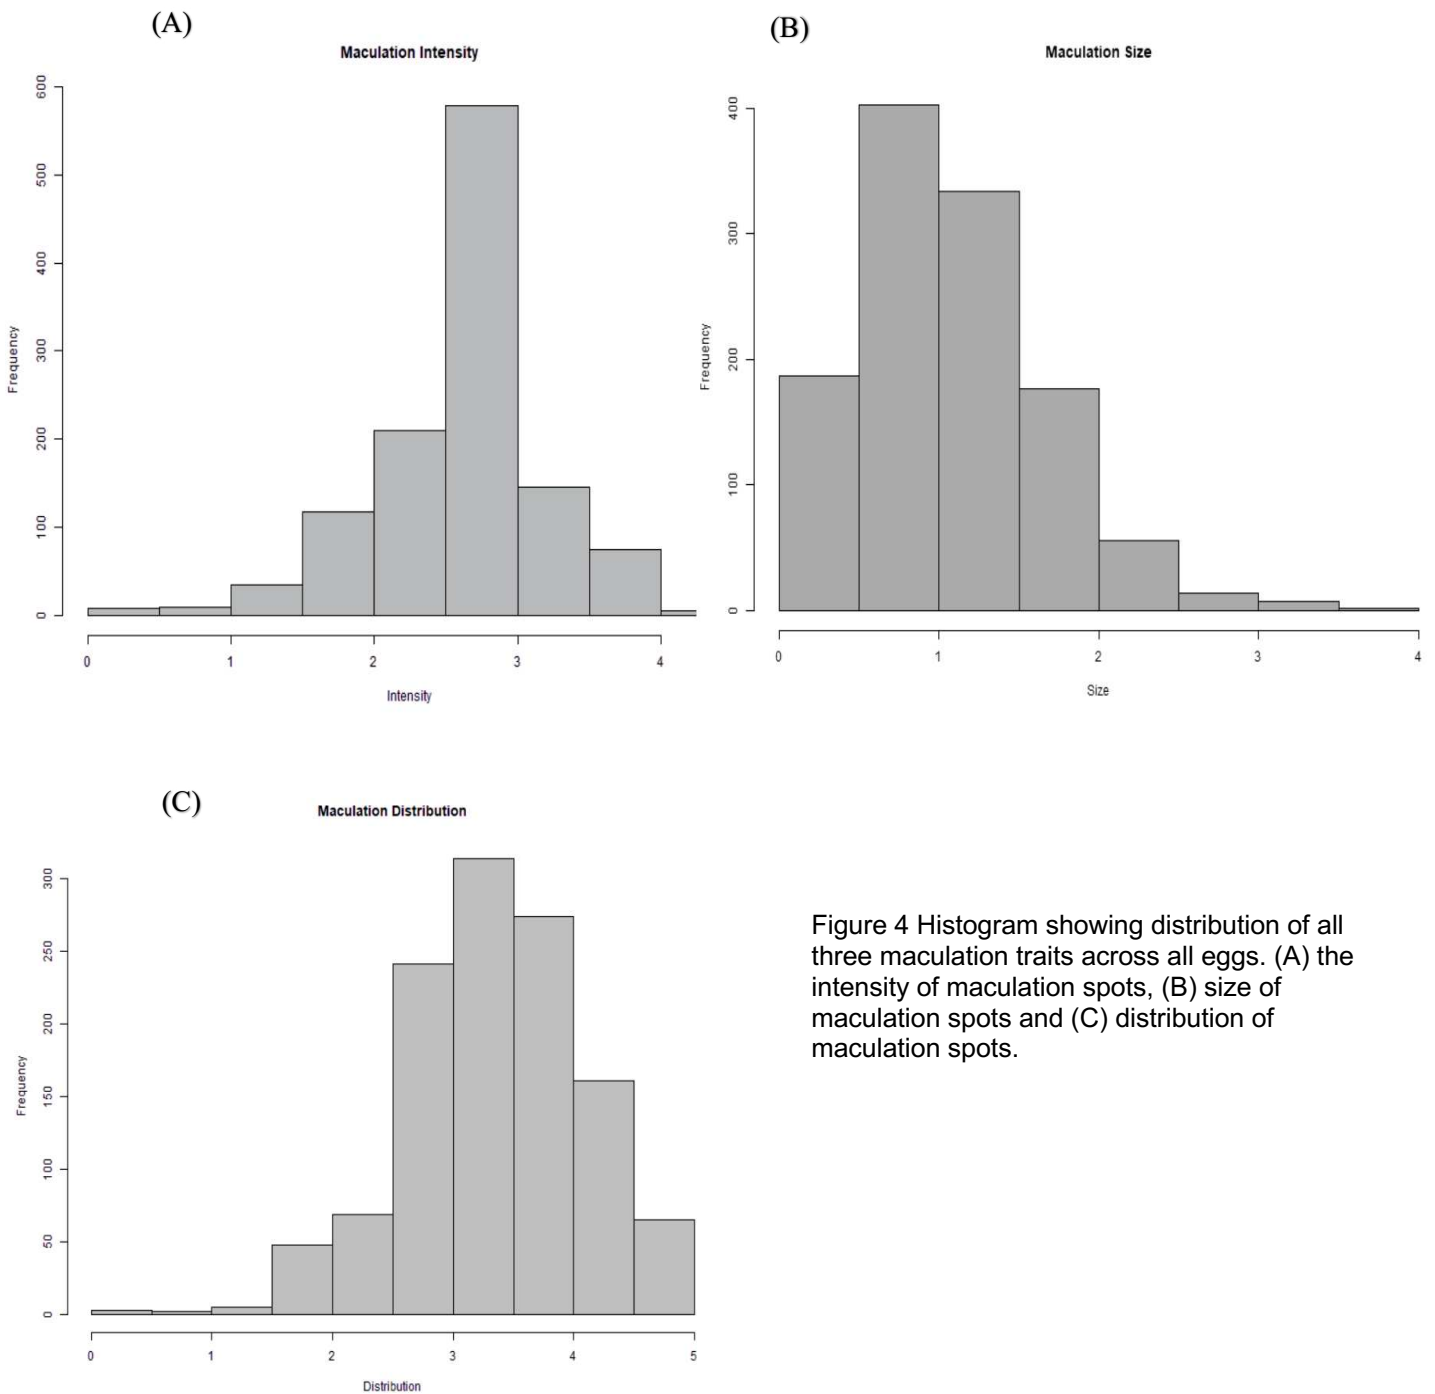 (A)
Maculation Intensity
Frequency
600
500
400
300
200
100
0
0 1 2 3 4
Intensity
(B)
Maculation Size
Frequency
400
300
200
100
0
0 1 2 3 4
Size
(C)
Maculation Distribution
Frequency
300
250
200
150
100
50
0
0 1 2 3 4 5
Distribution
Figure 4 Histogram showing distribution of all
three maculation traits across all eggs. (A) the
intensity of maculation spots, (B) size of
maculation spots and (C) distribution of
maculation spots.